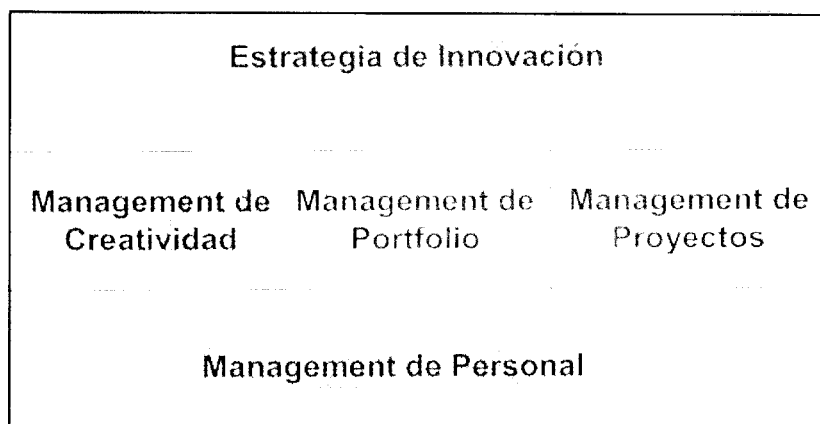 Estrategia de Innovación
Management de Management de Management de
Creatividad Portfolio Proyectos
Management de Personal